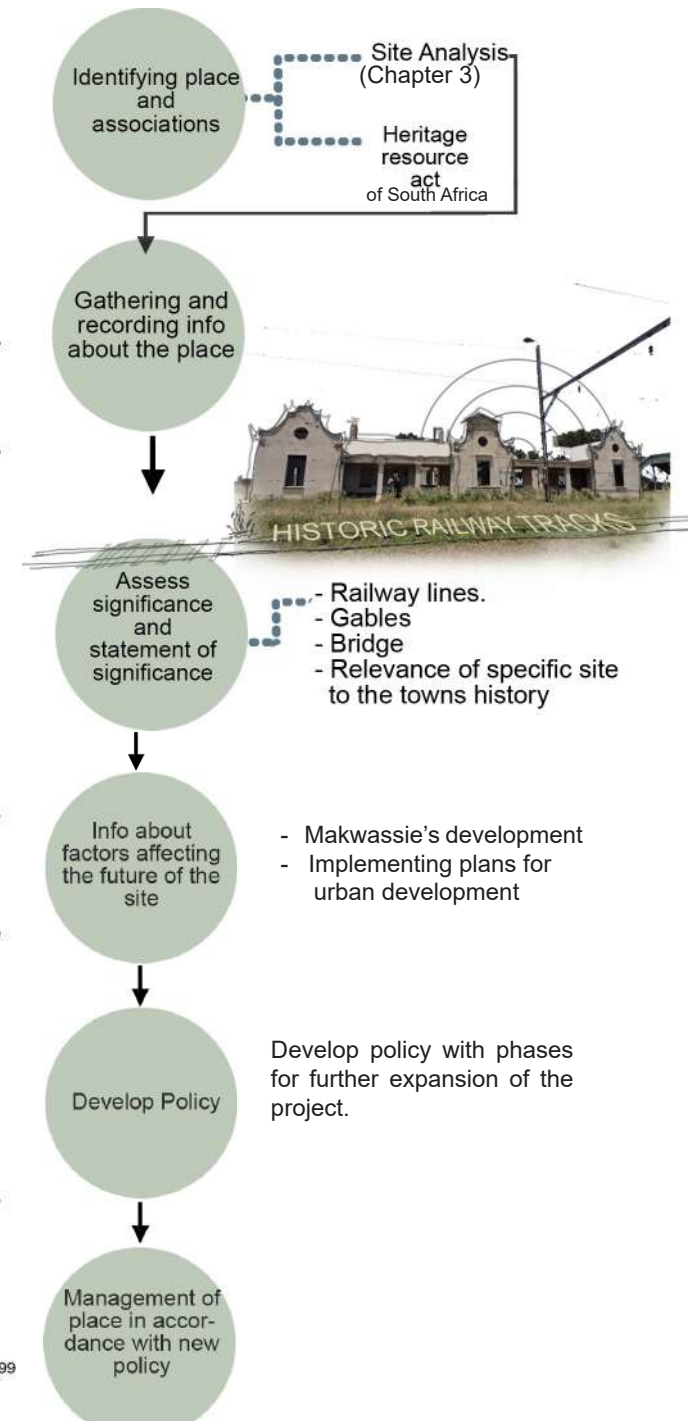 Identifying place
and
associations
Site Analysis
(Chapter 3)
Heritage
resource
act
of South Africa
Gathering and
recording info
about the place
HISTORIC RAILWAY TRACKS
Assess
significance
and
statement of
significance
- Railway lines.
- Gables
- Bridge
- Relevance of specific site
to the towns history
Info about
factors affecting
the future of the
site
- Makwassie's development
- Implementing plans for
urban development
Develop Policy
Develop policy with phases
for further expansion of the
project.
Management of
place in accor-
dance with new
policy
99